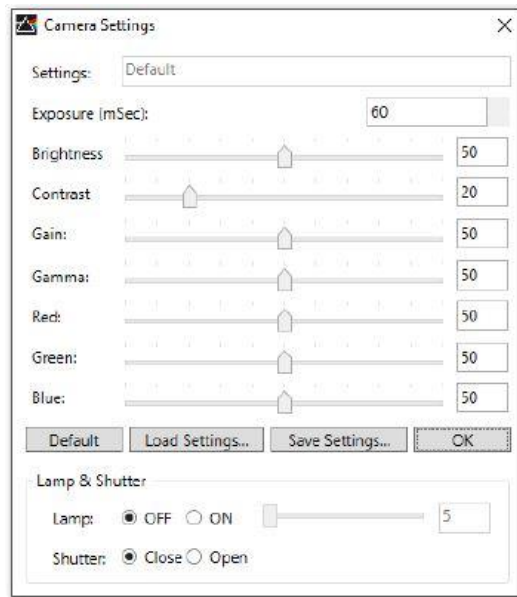 Camera Settings
Settings: Default
Exposure (mSec): 60
Brightness 50
Contrast 20
Gain: 50
Gamma: 50
Red: 50
Green: 50
Blue: 50
Default Load Settings... Save Settings... OK
Lamp & Shutter
Lamp: OFF ON 5
Shutter: Close Open